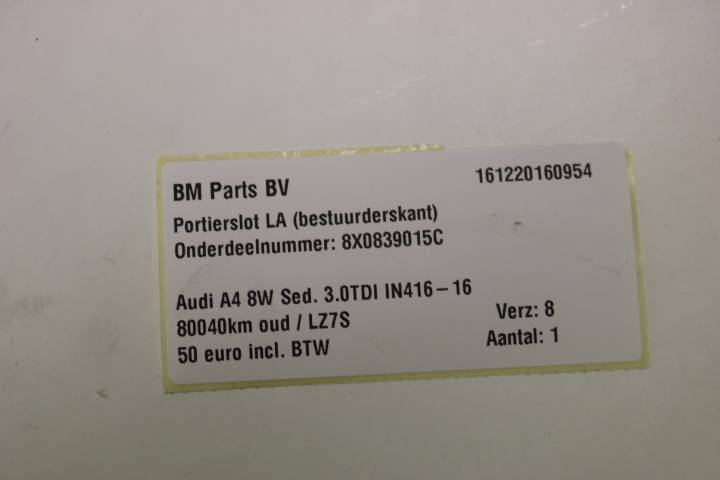 BM Parts BV
161220160954
Portierslot LA (bestuurderskant)
Onderdeelnummer: 8X0839015C
Audi A4 8W Sed. 3.0TDI IN416-16
80040km oud / LZ7S
Verz: 8
50 euro incl. BTW
Aantal: 1